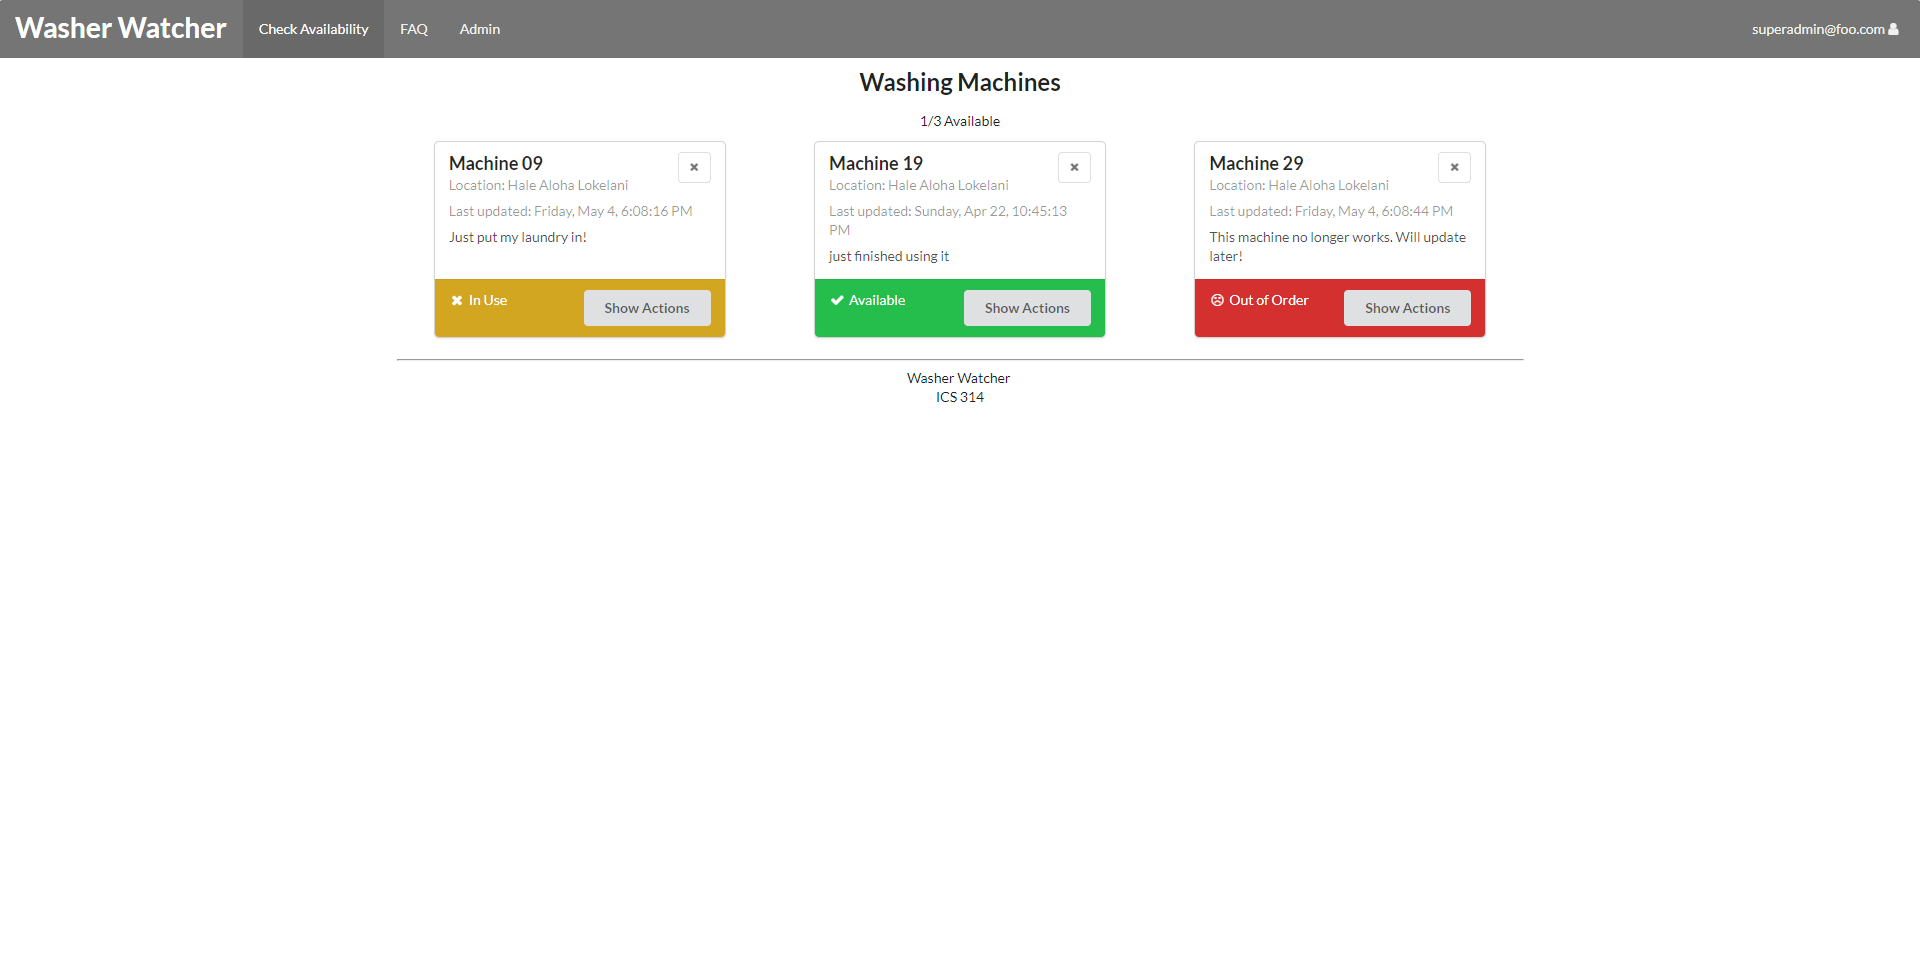 Washer Watcher
Check Availability
FAQ
Admin
superadmin@foo.com
Washing Machines
1/3 Available
Machine 09
Location: Hale Aloha Lokelani
Last updated: Friday, May 4, 6:08:16 PM
Just put my laundry in!
In Use
Show Actions
Machine 19
Location: Hale Aloha Lokelani
Last updated: Sunday, Apr 22, 10:45:13
PM
just finished using it
Available
Show Actions
Machine 29
Location: Hale Aloha Lokelani
Last updated: Friday, May 4, 6:08:44 PM
This machine no longer works. Will update
later!
Out of Order
Show Actions
Washer Watcher
ICS 314